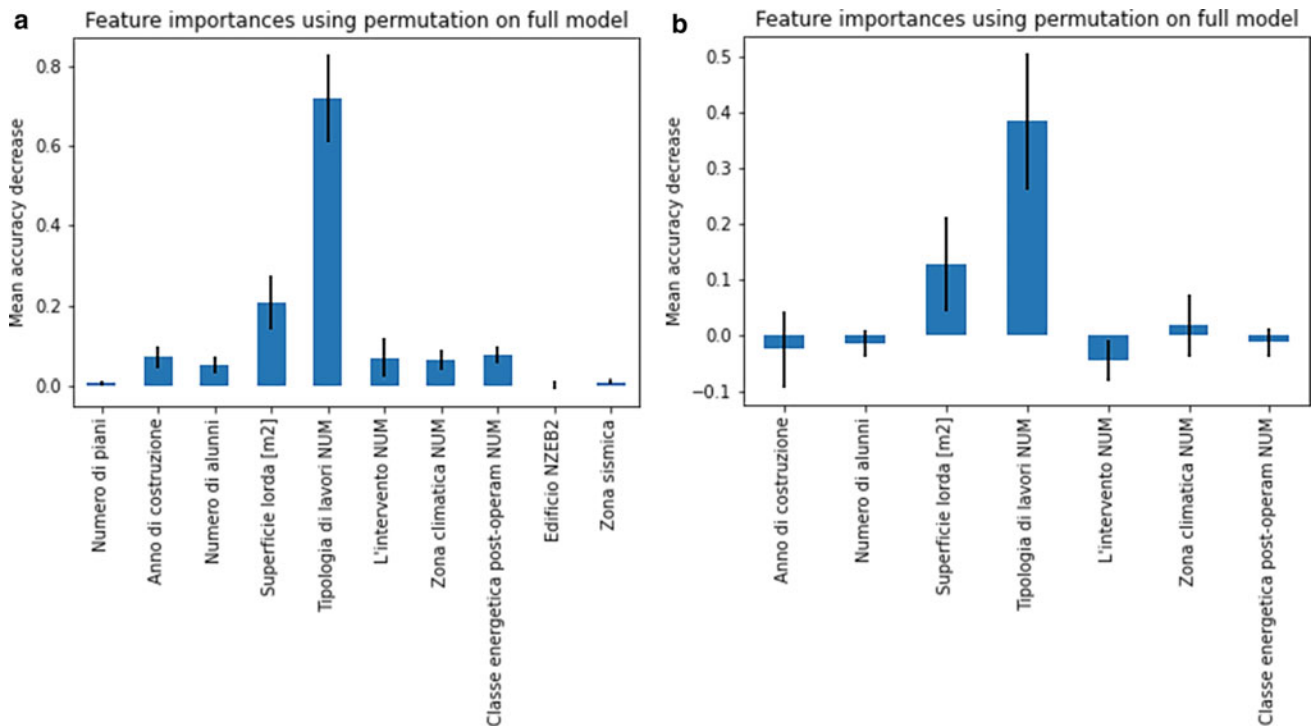 a
Feature importances using permutation on full model
Mean accuracy decrease
0.8
0.6
0.4
0.2
0.0
Numero di piani
Anno di costruzione
Numero di alunni
Superficie lorda [m2]
Tipologia di lavori NUM
L'intervento NUM
Zona climatica NUM
Classe energetica post-operam NUM
Edificio NZEB2
Zona sismica
b
Feature importances using permutation on full model
Mean accuracy decrease
0.5
0.4
0.3
0.2
0.1
0.0
−0.1
Anno di costruzione
Numero di alunni
Superficie lorda [m2]
Tipologia di lavori NUM
L'intervento NUM
Zona climatica NUM
Classe energetica post-operam NUM